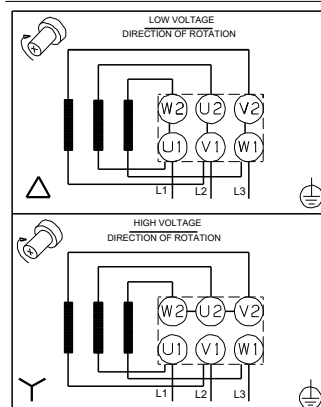 LOW VOLTAGE
DIRECTION OF ROTATION
W2 U2 V2
U1 V1 W1
L1 L2 L3
HIGH VOLTAGE
DIRECTION OF ROTATION
W2 U2 V2
U1 V1 W1
L1 L2 L3